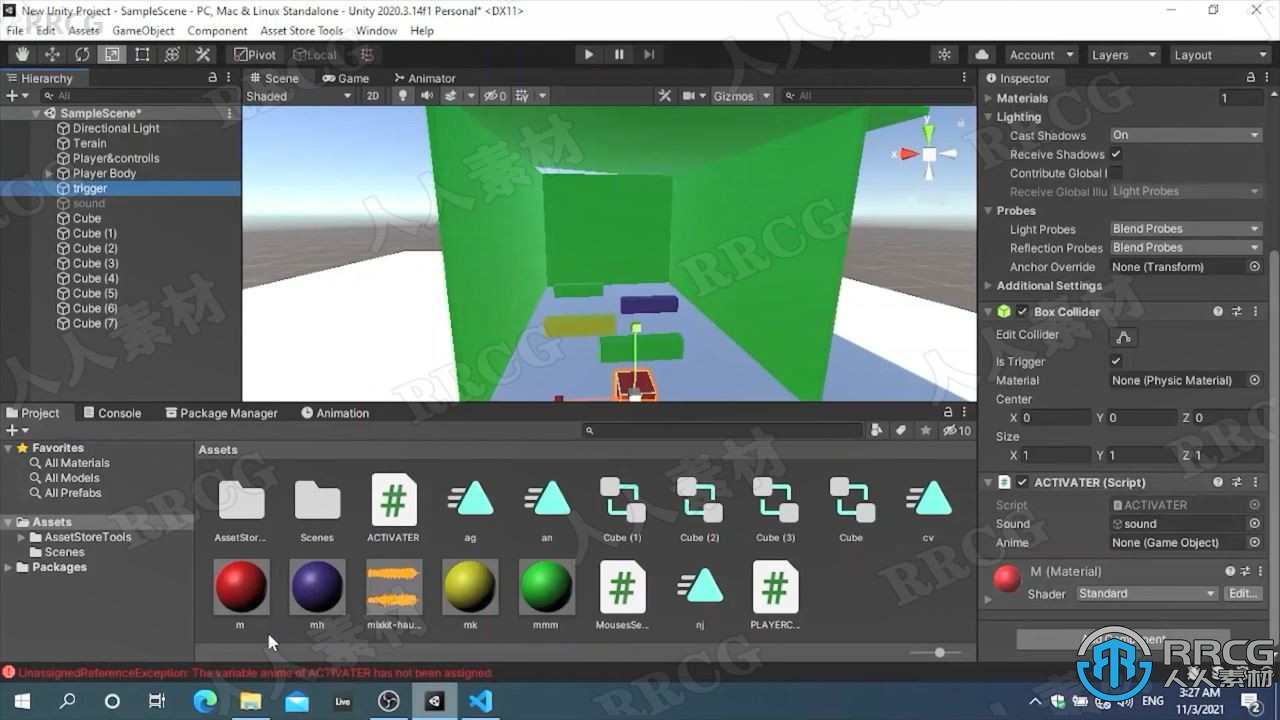 New Unity Project - SampleScene - PC, Mac & Linux Standalone - Unity 2020.3.14f1 Personal* <DX11>
File Edit Assets GameObject Component Asset Store Tools Window Help
Pivot Local Account Layers Layout
Hierarchy
All
SampleScene*
Directional Light
Terain
Player&controlls
Player Body
trigger
sound
Cube
Cube (1)
Cube (2)
Cube (3)
Cube (4)
Cube (5)
Cube (6)
Cube (7)
Scene Game Animator
Shaded 2D 0 Gizmos All
y
x
Inspector
Materials 1
Lighting
Cast Shadows On
Receive Shadows
Contribute Global I
Receive Global Illu Light Probes
Probes
Light Probes Blend Probes
Reflection Probes Blend Probes
Anchor Override None (Transform)
Additional Settings
Box Collider
Edit Collider
Is Trigger
Material None (Physic Material)
Center
X 0 Y 0 Z 0
Size
X 1 Y 1 Z 1
ACTIVATER (Script)
Script ACTIVATER
Sound sound
Anime None (Game Object)
M (Material)
Shader Standard Edit...
Project Console Package Manager Animation
10
Favorites
All Materials
All Models
All Prefabs
Assets
AssetStoreTools
Scenes
Packages
Assets
AssetStor... Scenes ACTIVATER ag an Cube (1) Cube (2) Cube (3) Cube cv
m mh mixkit-hau... mk mmm MousesSe... nj PLAYERC...
UnassignedReferenceException: The variable anime of ACTIVATER has not been assigned.
Live
ENG
3:27 AM
11/3/2021
2
RRCG
人人素材